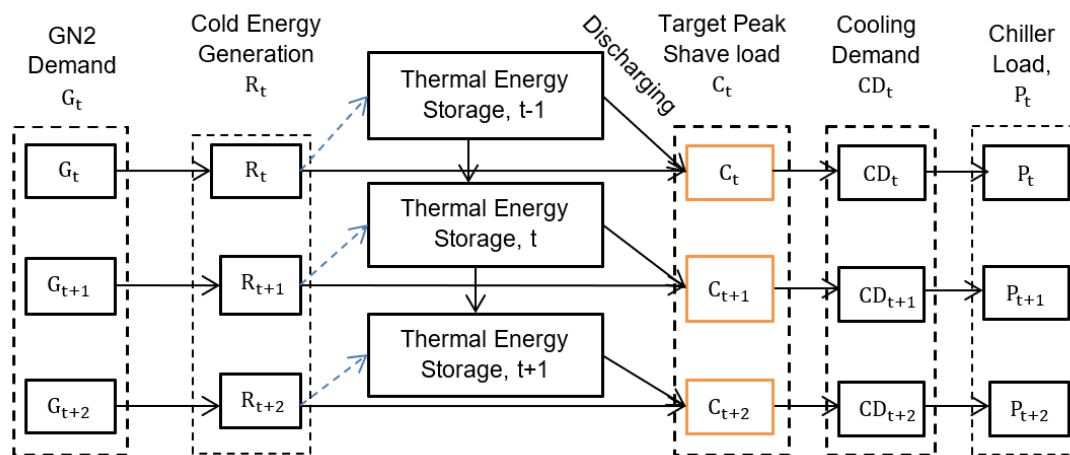 GN2
Demand
Gₜ
Cold Energy
Generation
Rₜ
Discharging
Target Peak
Shave load
Cₜ
Cooling
Demand
CDₜ
Chiller
Load,
Pₜ
Thermal Energy
Storage, t-1
Gₜ
Rₜ
Cₜ
CDₜ
Pₜ
Thermal Energy
Storage, t
Gₜ₊₁
Rₜ₊₁
Cₜ₊₁
CDₜ₊₁
Pₜ₊₁
Thermal Energy
Storage, t+1
Gₜ₊₂
Rₜ₊₂
Cₜ₊₂
CDₜ₊₂
Pₜ₊₂